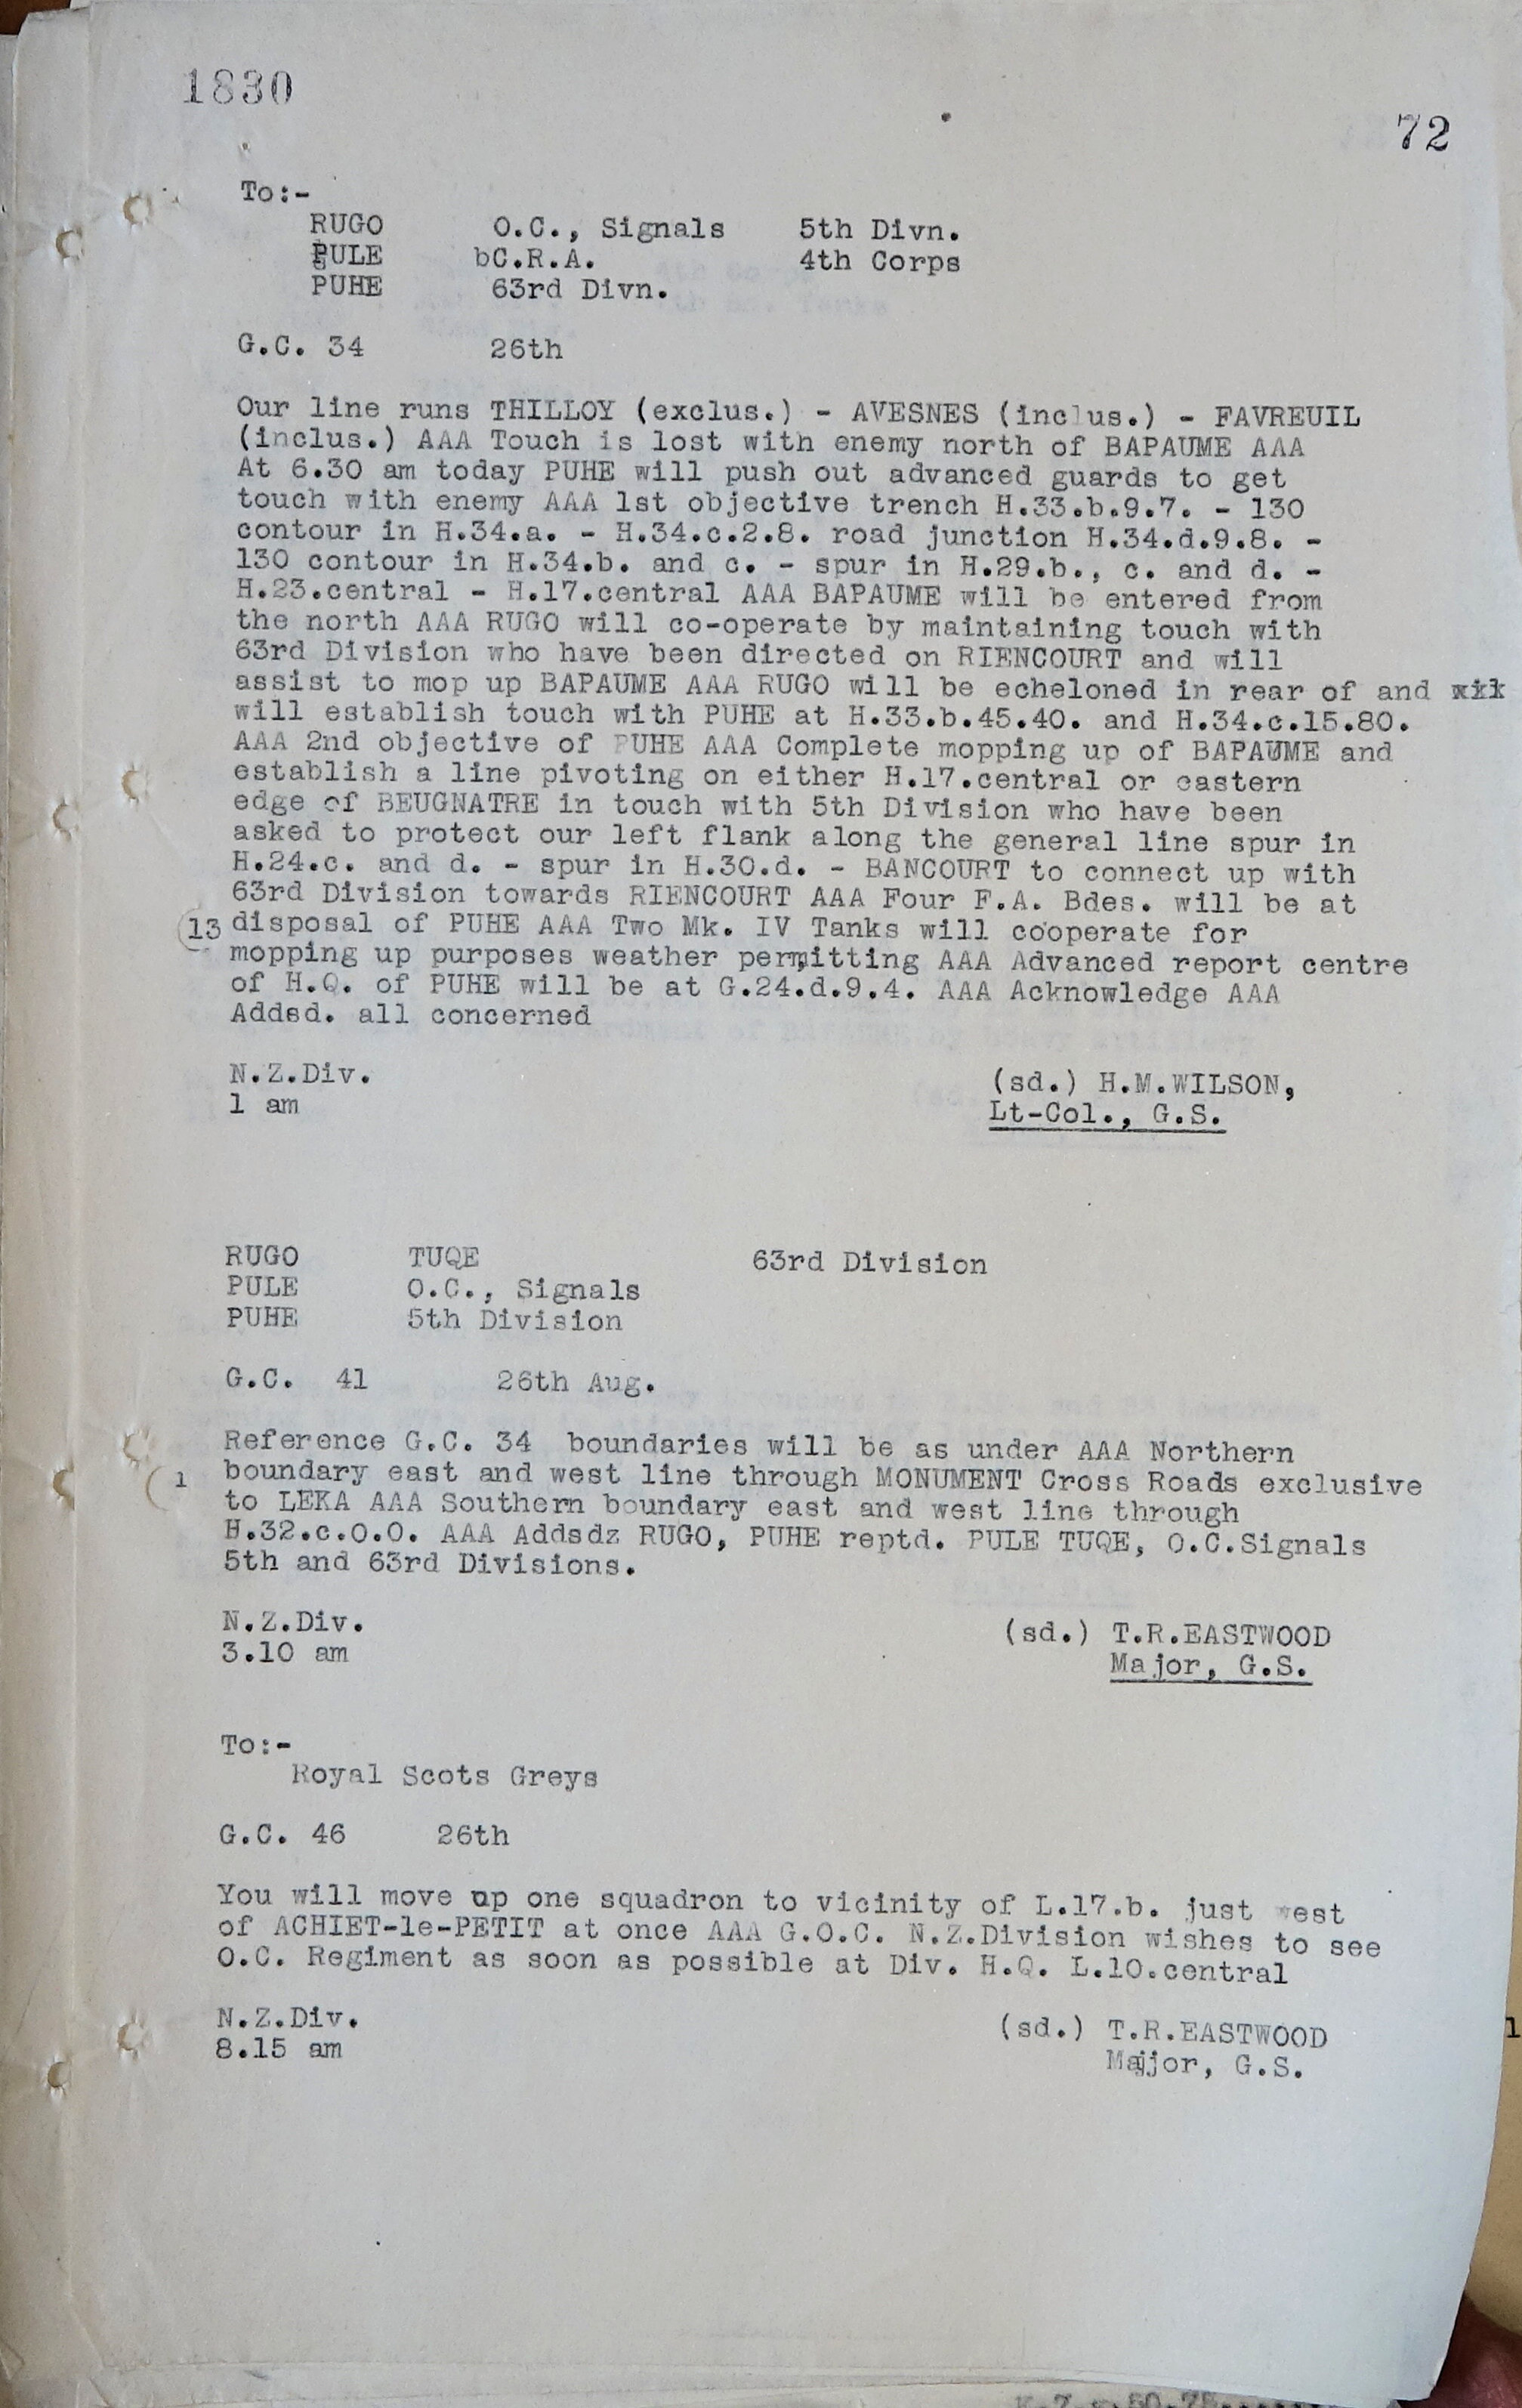 1830
72
To:-
RUGO O.C., Signals 5th Divn.
PULE bC.R.A. 4th Corps
PUHE 63rd Divn.
G.C. 34 26th
Our line runs THILLOY (exclus.) - AVESNES (inclus.) - FAVREUIL
(inclus.) AAA Touch is lost with enemy north of BAPAUME AAA
At 6.30 am today PUHE will push out advanced guards to get
touch with enemy AAA 1st objective trench H.33.b.9.7. - 130
contour in H.34.a. - H.34.c.2.8. road junction H.34.d.9.8. -
130 contour in H.34.b. and c. - spur in H.29.b., c. and d. -
H.23.central - H.17.central AAA BAPAUME will be entered from
the north AAA RUGO will co-operate by maintaining touch with
63rd Division who have been directed on RIENCOURT and will
assist to mop up BAPAUME AAA RUGO will be echeloned in rear of and
will establish touch with PUHE at H.33.b.45.40. and H.34.c.15.80.
AAA 2nd objective of PUHE AAA Complete mopping up of BAPAUME and
establish a line pivoting on either H.17.central or eastern
edge of BEUGNATRE in touch with 5th Division who have been
asked to protect our left flank along the general line spur in
H.24.c. and d. - spur in H.30.d. - BANCOURT to connect up with
63rd Division towards RIENCOURT AAA Four F.A. Bdes. will be at
13 disposal of PUHE AAA Two Mk. IV Tanks will cooperate for
mopping up purposes weather permitting AAA Advanced report centre
of H.Q. of PUHE will be at G.24.d.9.4. AAA Acknowledge AAA
Addsd. all concerned
N.Z.Div. (sd.) H.M.WILSON,
1 am Lt-Col., G.S.
RUGO TUQE 63rd Division
PULE O.C., Signals
PUHE 5th Division
G.C. 41 26th Aug.
Reference G.C. 34 boundaries will be as under AAA Northern
1 boundary east and west line through MONUMENT Cross Roads exclusive
to LEKA AAA Southern boundary east and west line through
H.32.c.0.0. AAA Addsdz RUGO, PUHE reptd. PULE TUQE, O.C.Signals
5th and 63rd Divisions.
N.Z.Div. (sd.) T.R.EASTWOOD
3.10 am Major, G.S.
To:-
Royal Scots Greys
G.C. 46 26th
You will move up one squadron to vicinity of L.17.b. just west
of ACHIET-le-PETIT at once AAA G.O.C. N.Z.Division wishes to see
O.C. Regiment as soon as possible at Div. H.Q. L.10.central
N.Z.Div. (sd.) T.R.EASTWOOD
8.15 am Major, G.S.